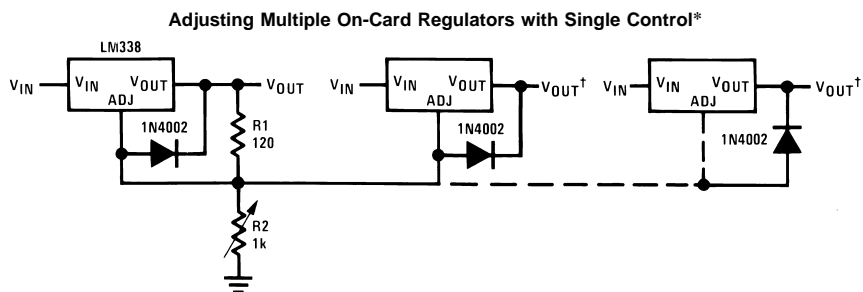 Adjusting Multiple On-Card Regulators with Single Control*
LM338
VIN
VIN VOUT
ADJ
VOUT
1N4002
R1
120
R2
1k
VIN
VIN VOUT
ADJ
VOUT†
1N4002
VIN
VIN VOUT
ADJ
VOUT†
1N4002